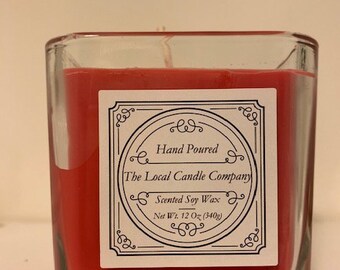 Hand Poured
The Local Candle Company
Scented Soy Wax
Net Wt. 12 Oz (340g)